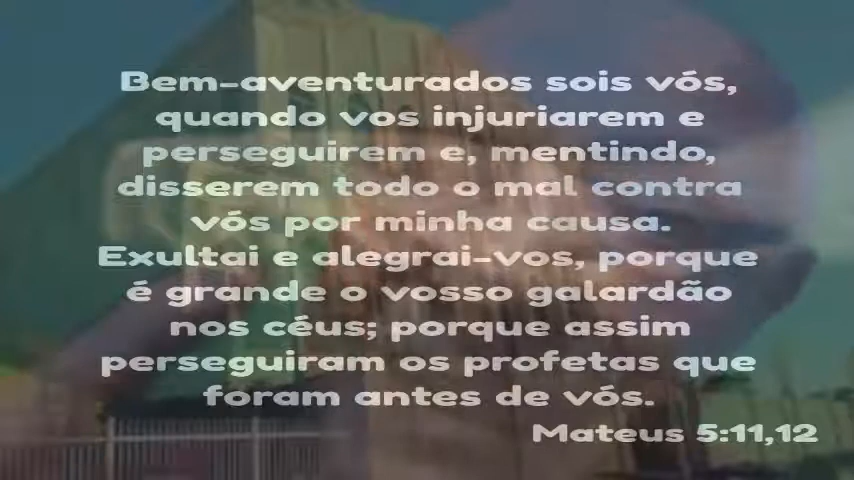 Bem-aventurados sois vós,
quando vos injuriarem e
perseguirem e, mentindo,
disserem todo o mal contra
vós por minha causa.
Exultai e alegrai-vos, porque
é grande o vosso galardão
nos céus; porque assim
perseguiram os profetas que
foram antes de vós.
Mateus 5:11,12